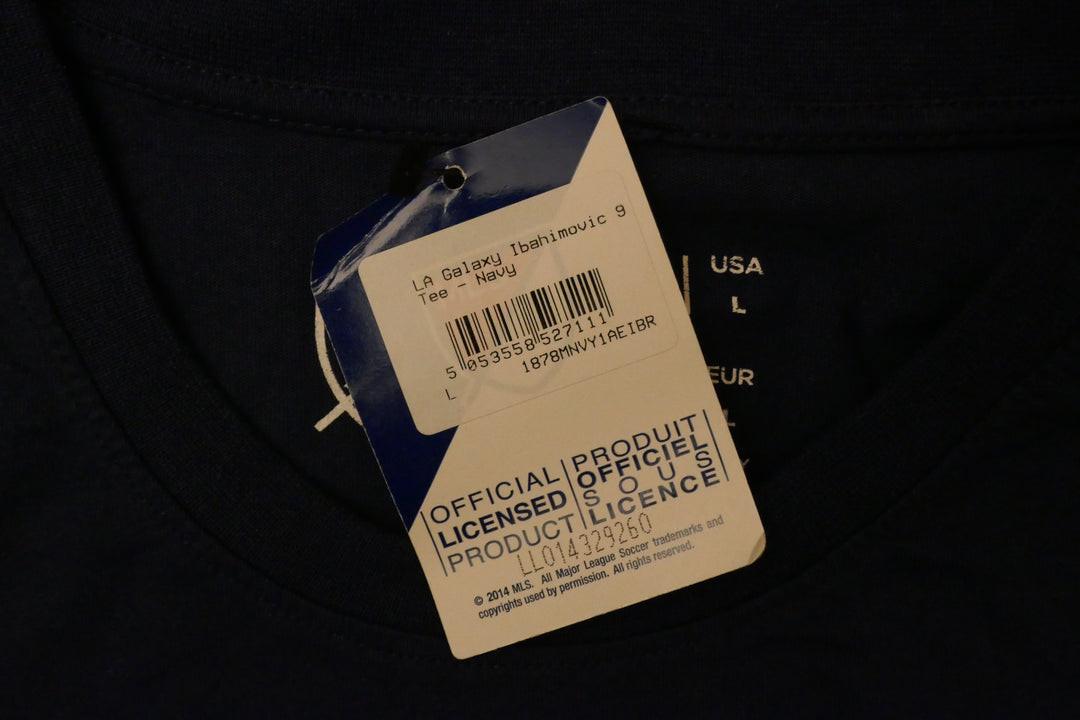 LA Galaxy Ibahimovic 9
Tee - Navy
5 053558 527111
L 1878MNVY1AEIBR
OFFICIAL
LICENSED
PRODUCT
PRODUIT
OFFICIEL
SOUS
LICENCE
LL014329260
© 2014 MLS. All Major League Soccer trademarks and
copyrights used by permission. All rights reserved.
USA
L
EUR